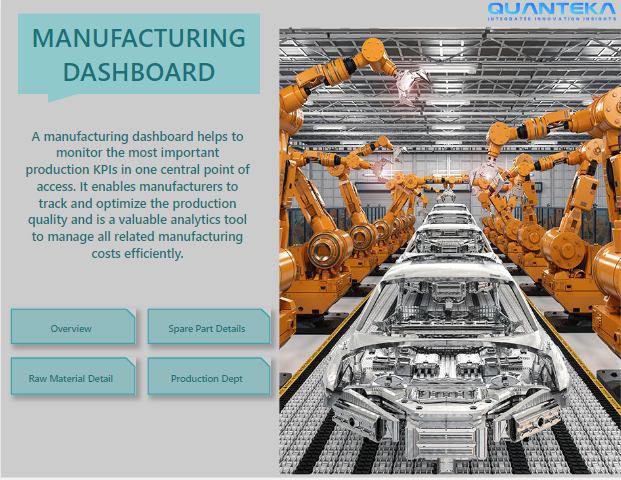 QUANTEKA
INTERGATED INNOVATION INSIGHTS
MANUFACTURING
DASHBOARD
A manufacturing dashboard helps to
monitor the most important
production KPIs in one central point of
access. It enables manufacturers to
track and optimize the production
quality and is a valuable analytics tool
to manage all related manufacturing
costs efficiently.
Overview
Spare Part Details
Raw Material Detail
Production Dept